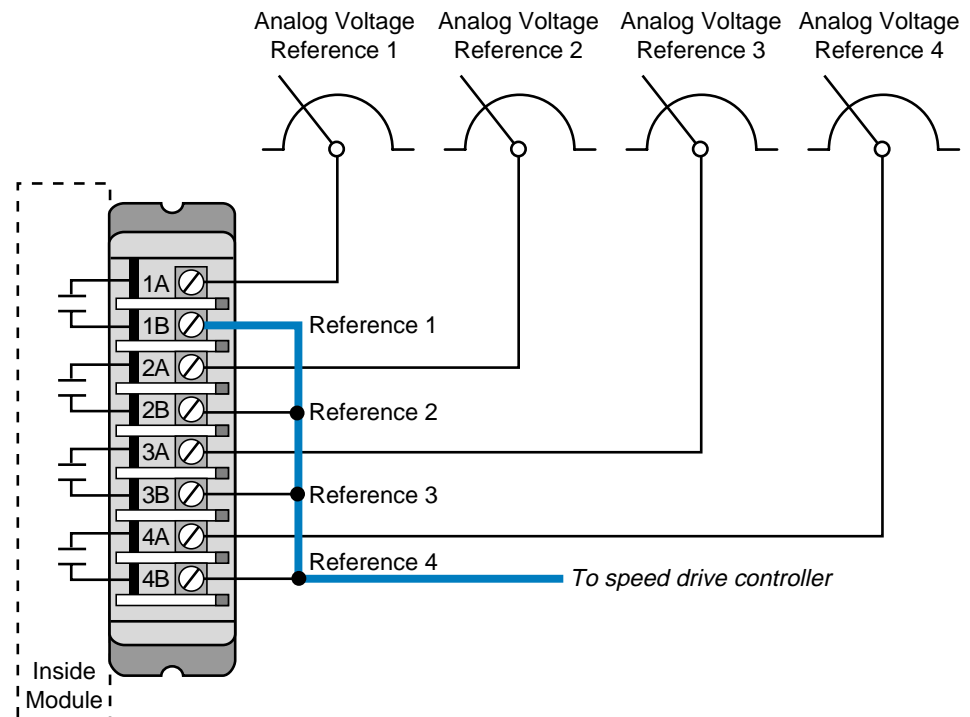 Analog Voltage
Reference 1
Analog Voltage
Reference 2
Analog Voltage
Reference 3
Analog Voltage
Reference 4
1A
1B
Reference 1
2A
2B
Reference 2
3A
3B
Reference 3
4A
Reference 4
4B
To speed drive controller
Inside
Module